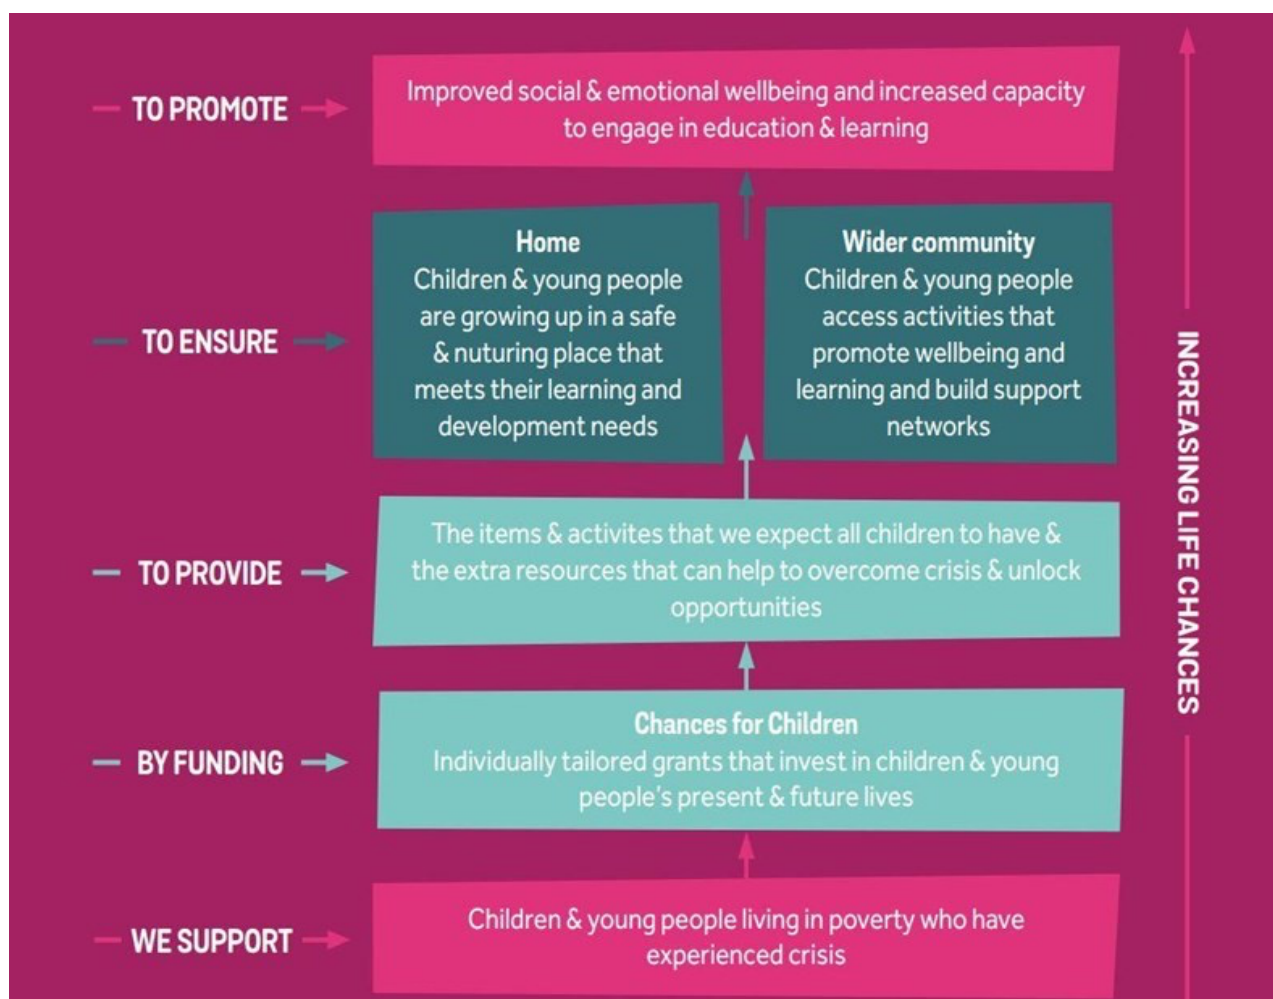 TO PROMOTE
Improved social & emotional wellbeing and increased capacity
to engage in education & learning
TO ENSURE
Home
Children & young people
are growing up in a safe
& nuturing place that
meets their learning and
development needs
Wider community
Children & young people
access activities that
promote wellbeing and
learning and build support
networks
TO PROVIDE
The items & activites that we expect all children to have &
the extra resources that can help to overcome crisis & unlock
opportunities
BY FUNDING
Chances for Children
Individually tailored grants that invest in children & young
people's present & future lives
WE SUPPORT
Children & young people living in poverty who have
experienced crisis
INCREASING LIFE CHANCES